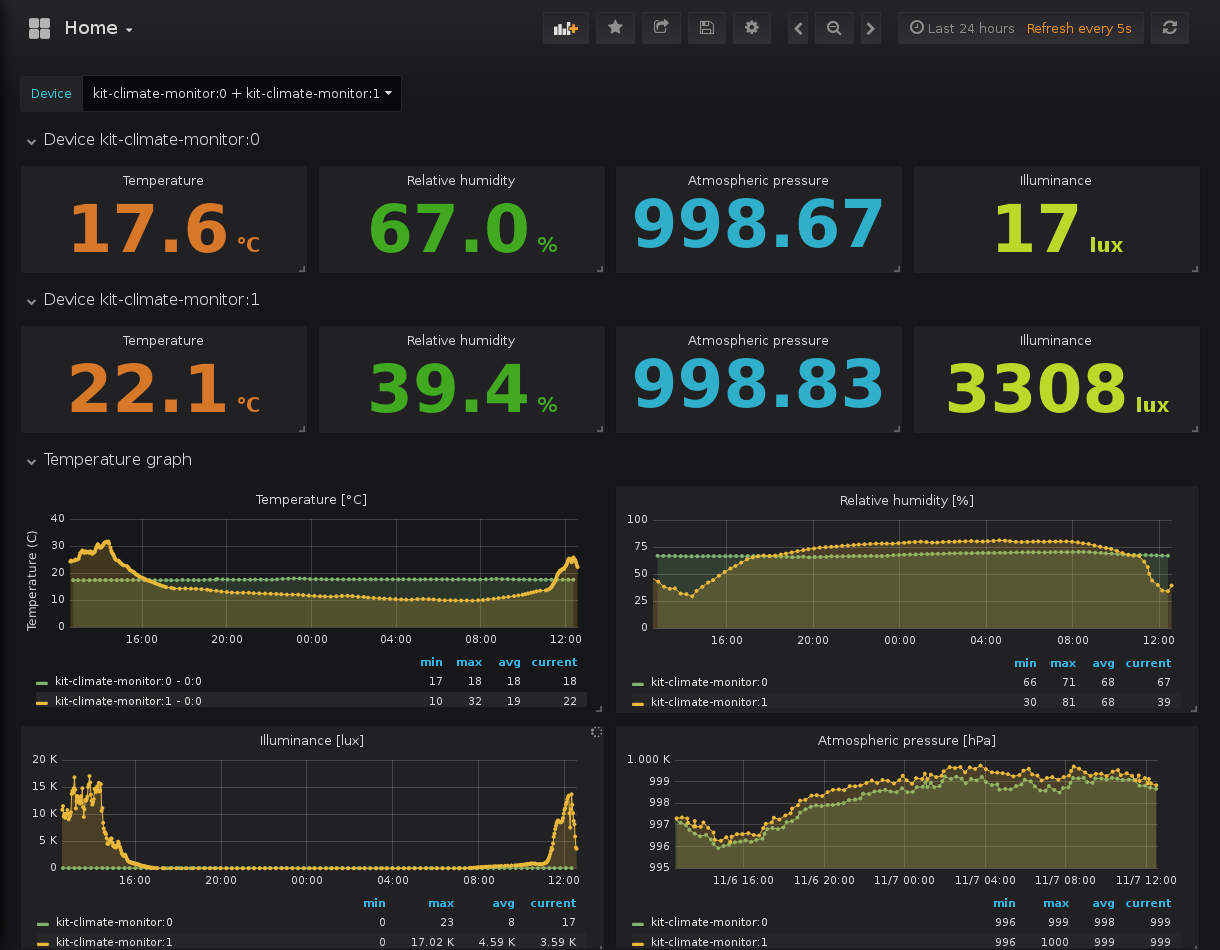 Home
Last 24 hours Refresh every 5s
Device kit-climate-monitor:0 + kit-climate-monitor:1
Device kit-climate-monitor:0
Temperature Relative humidity Atmospheric pressure Illuminance
17.6 °C 67.0 % 998.67 17 lux
Device kit-climate-monitor:1
Temperature Relative humidity Atmospheric pressure Illuminance
22.1 °C 39.4 % 998.83 3308 lux
Temperature graph
Temperature [°C]
Temperature (C)
40
30
20
10
0
16:00 20:00 00:00 04:00 08:00 12:00
min max avg current
kit-climate-monitor:0 - 0:0 17 18 18 18
kit-climate-monitor:1 - 0:0 10 32 19 22
Relative humidity [%]
100
75
50
25
0
16:00 20:00 00:00 04:00 08:00 12:00
min max avg current
kit-climate-monitor:0 66 71 68 67
kit-climate-monitor:1 30 81 68 39
Illuminance [lux]
20 K
15 K
10 K
5 K
0
16:00 20:00 00:00 04:00 08:00 12:00
min max avg current
kit-climate-monitor:0 0 23 8 17
kit-climate-monitor:1 0 17.02 K 4.59 K 3.59 K
Atmospheric pressure [hPa]
1.000 K
999
998
997
996
995
11/6 16:00 11/6 20:00 11/7 00:00 11/7 04:00 11/7 08:00 11/7 12:00
min max avg current
kit-climate-monitor:0 996 999 998 999
kit-climate-monitor:1 996 1000 999 999